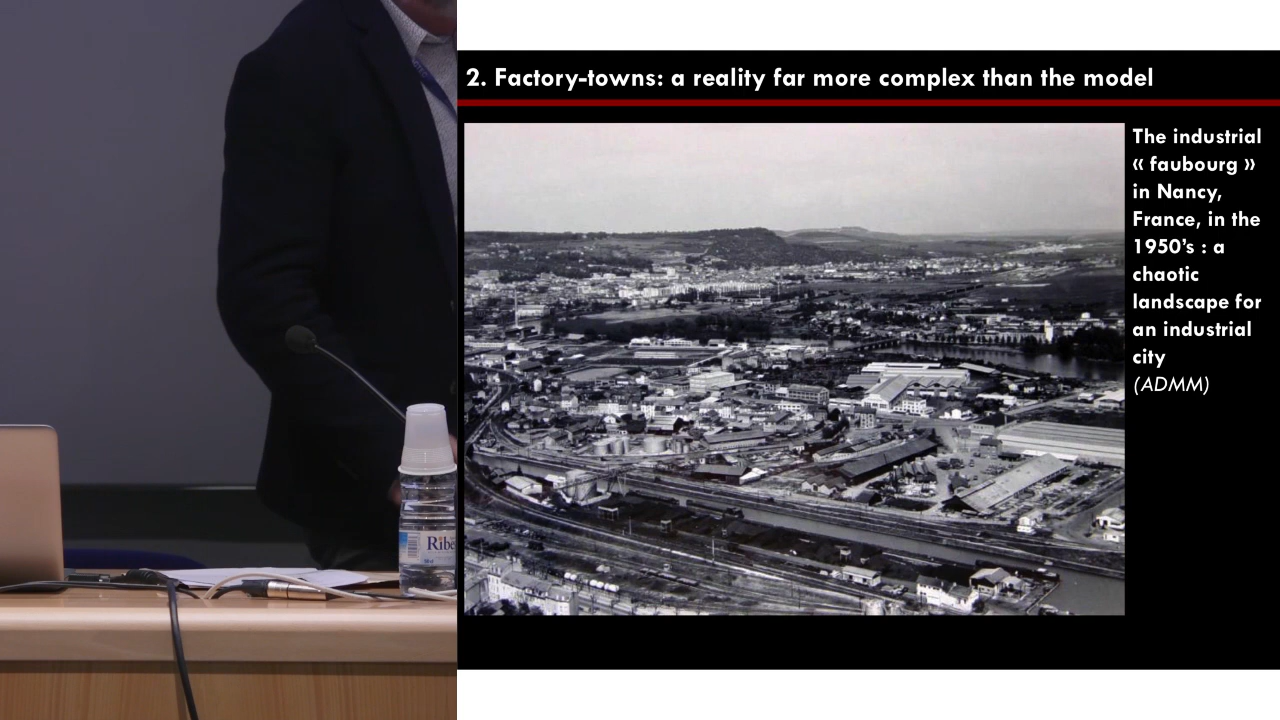 2. Factory-towns: a reality far more complex than the model
The industrial
« faubourg »
in Nancy,
France, in the
1950's : a
chaotic
landscape for
an industrial
city
(ADMM)